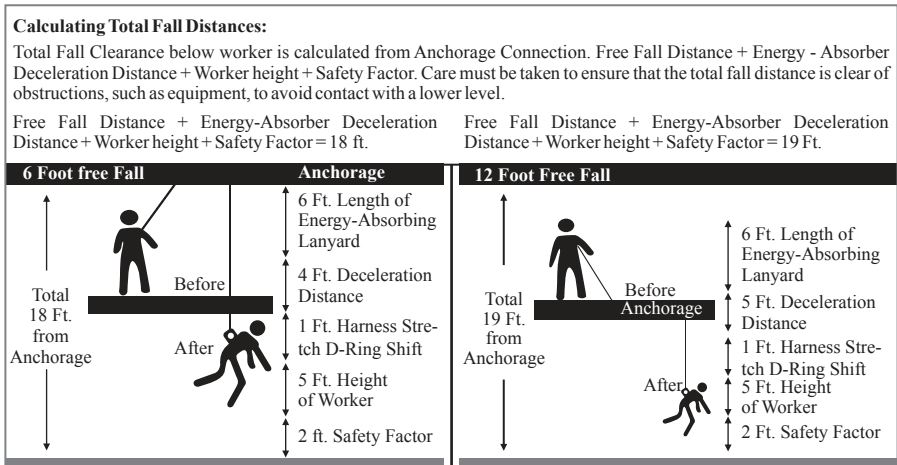 Calculating Total Fall Distances:
Total Fall Clearance below worker is calculated from Anchorage Connection. Free Fall Distance + Energy - Absorber
Deceleration Distance + Worker height + Safety Factor. Care must be taken to ensure that the total fall distance is clear of
obstructions, such as equipment, to avoid contact with a lower level.
Free Fall Distance + Energy-Absorber Deceleration
Distance + Worker height + Safety Factor = 18 ft.
Free Fall Distance + Energy-Absorber Deceleration
Distance + Worker height + Safety Factor = 19 Ft.
6 Foot free Fall
Anchorage
Total
18 Ft.
from
Anchorage
Before
After
6 Ft. Length of
Energy-Absorbing
Lanyard
4 Ft. Deceleration
Distance
1 Ft. Harness Stre-
tch D-Ring Shift
5 Ft. Height
of Worker
2 ft. Safety Factor
12 Foot Free Fall
Total
19 Ft.
from
Anchorage
Before
Anchorage
After
6 Ft. Length of
Energy-Absorbing
Lanyard
5 Ft. Deceleration
Distance
1 Ft. Harness Stre-
tch D-Ring Shift
5 Ft. Height
of Worker
2 Ft. Safety Factor